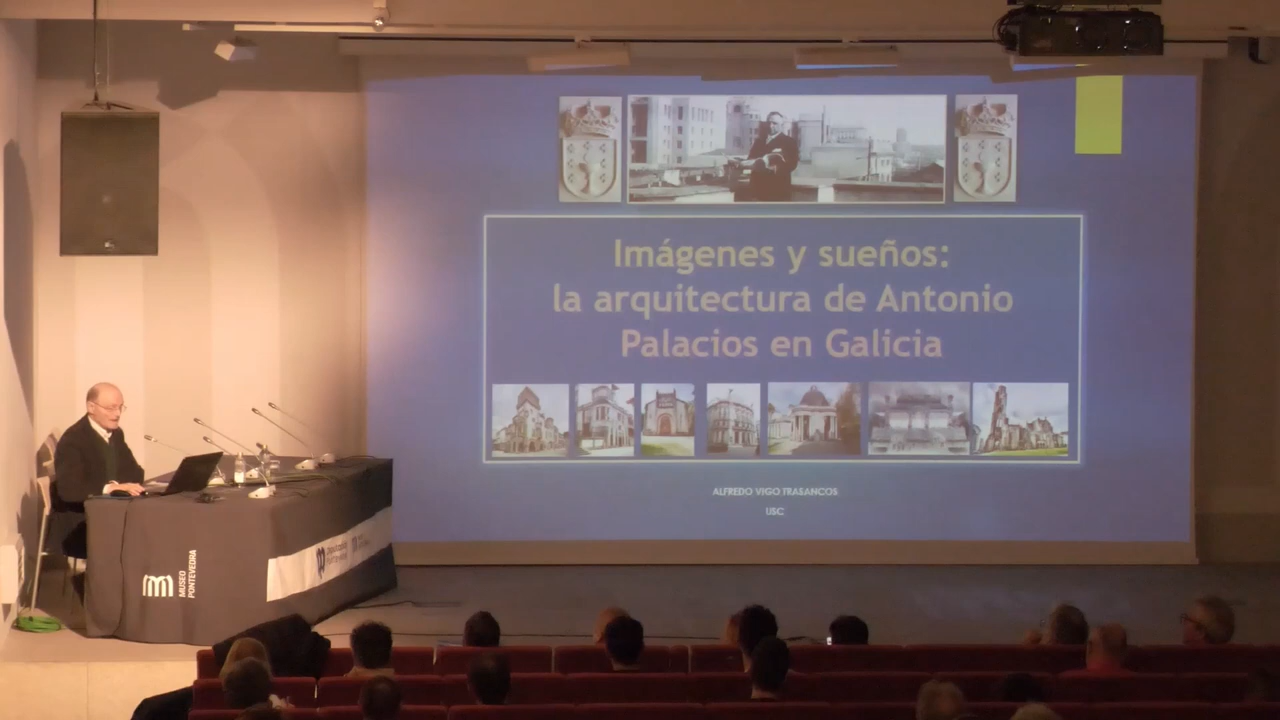 Imágenes y sueños:
la arquitectura de Antonio
Palacios en Galicia
ALFREDO VIGO TRASANCOS
USC
MUSEO
PONTEVEDRA